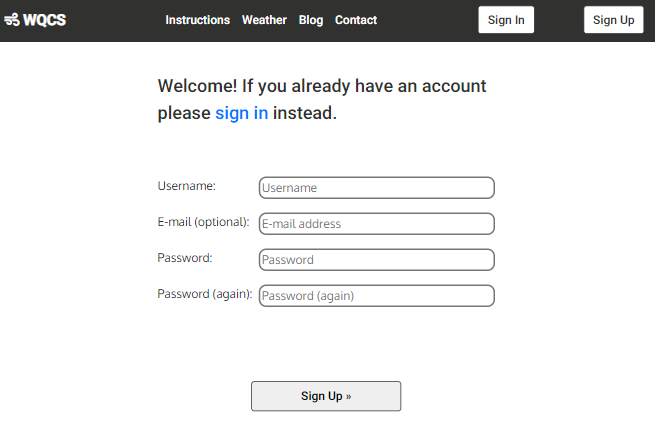 WQCS Instructions Weather Blog Contact Sign In Sign Up
Welcome! If you already have an account
please sign in instead.
Username: Username
E-mail (optional): E-mail address
Password: Password
Password (again): Password (again)
Sign Up »